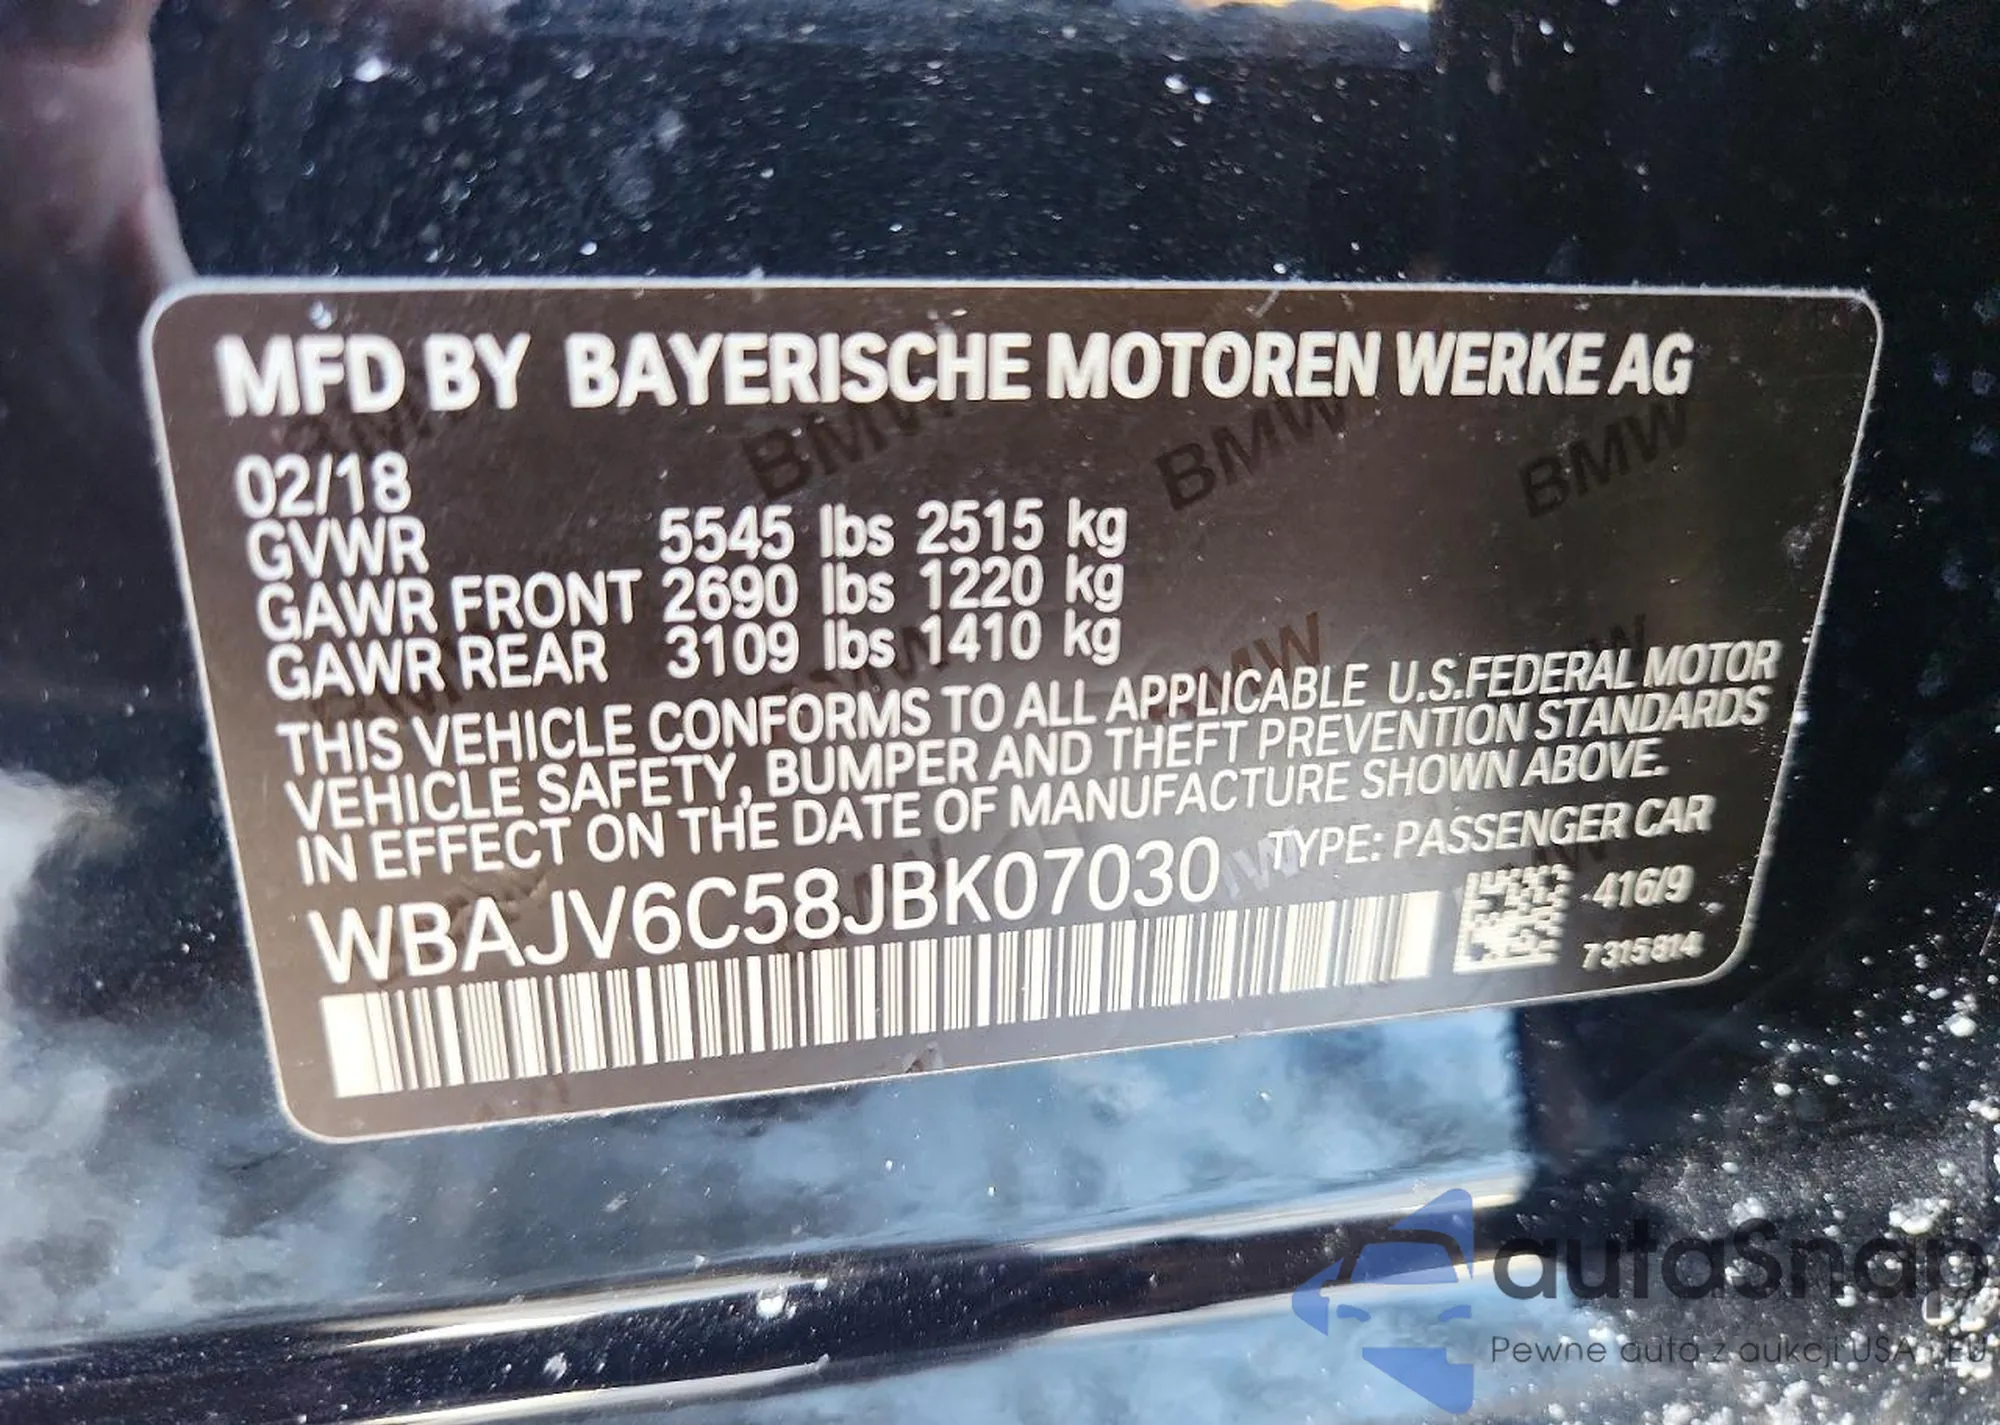 MFD BY BAYERISCHE MOTOREN WERKE AG
02/18
GVWR 5545 lbs 2515 kg
GAWR FRONT 2690 lbs 1220 kg
GAWR REAR 3109 lbs 1410 kg
THIS VEHICLE CONFORMS TO ALL APPLICABLE U.S.FEDERAL MOTOR
VEHICLE SAFETY, BUMPER AND THEFT PREVENTION STANDARDS
IN EFFECT ON THE DATE OF MANUFACTURE SHOWN ABOVE.
WBAJV6C58JBK07030 TYPE: PASSENGER CAR
416/9
7315814
autaSnap
Pewne auta z aukcji USA i EU